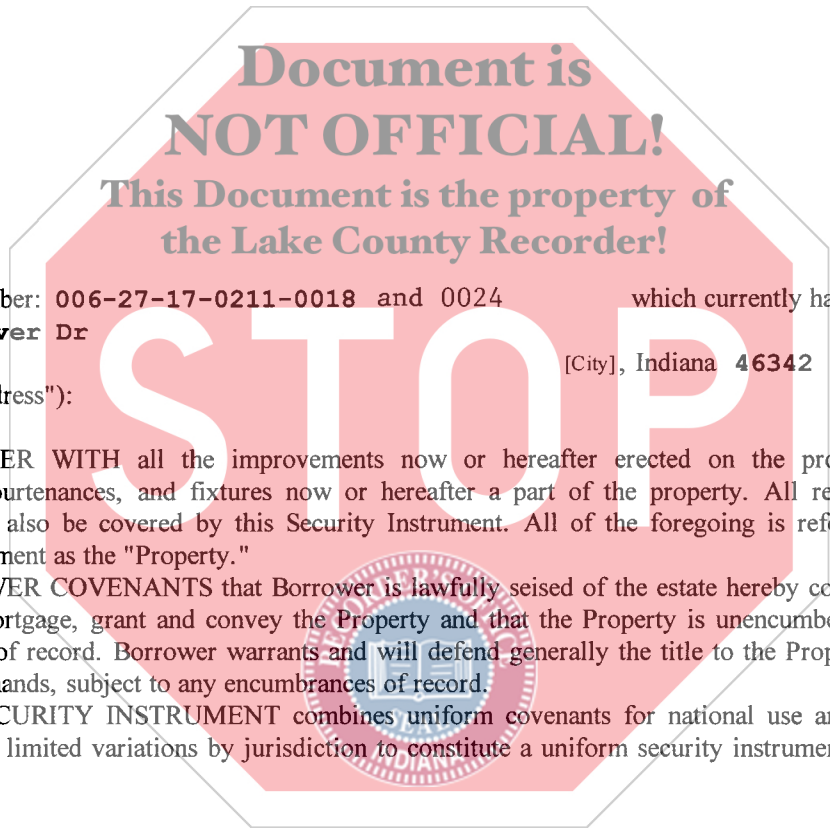 Document is
NOT OFFICIAL!
This Document is the property of
the Lake County Recorder!
ber: 006-27-17-0211-0018 and 0024 which currently ha
ver Dr
[City], Indiana 46342
dress"):
STOP
ER WITH all the improvements now or hereafter erected on the pro
ourtenances, and fixtures now or hereafter a part of the property. All re
also be covered by this Security Instrument. All of the foregoing is refe
ment as the "Property."
VER COVENANTS that Borrower is lawfully seised of the estate hereby co
ortgage, grant and convey the Property and that the Property is unencumbe
of record. Borrower warrants and will defend generally the title to the Prop
ands, subject to any encumbrances of record.
CURITY INSTRUMENT combines uniform covenants for national use an
limited variations by jurisdiction to constitute a uniform security instrumen
SEAL
INDIANA